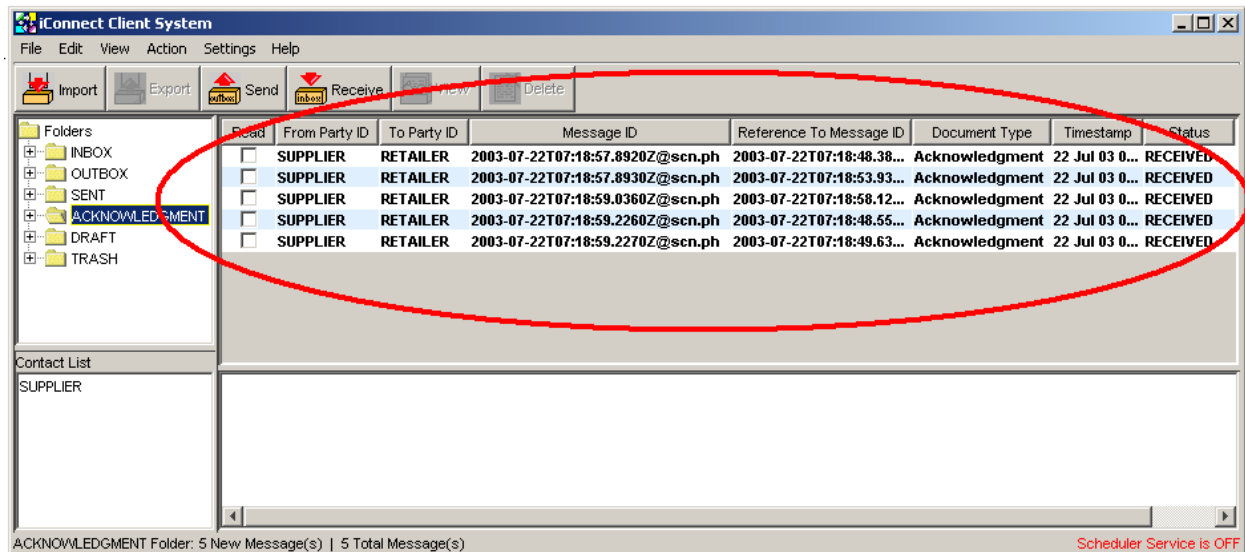 iConnect Client System
File Edit View Action Settings Help
Import Export outbox Send inbox Receive View Delete
Folders
INBOX
OUTBOX
SENT
ACKNOWLEDGMENT
DRAFT
TRASH
Read From Party ID To Party ID Message ID Reference To Message ID Document Type Timestamp Status
SUPPLIER RETAILER 2003-07-22T07:18:57.8920Z@scn.ph 2003-07-22T07:18:48.38... Acknowledgment 22 Jul 03 0... RECEIVED
SUPPLIER RETAILER 2003-07-22T07:18:57.8930Z@scn.ph 2003-07-22T07:18:53.93... Acknowledgment 22 Jul 03 0... RECEIVED
SUPPLIER RETAILER 2003-07-22T07:18:59.0360Z@scn.ph 2003-07-22T07:18:58.12... Acknowledgment 22 Jul 03 0... RECEIVED
SUPPLIER RETAILER 2003-07-22T07:18:59.2260Z@scn.ph 2003-07-22T07:18:48.55... Acknowledgment 22 Jul 03 0... RECEIVED
SUPPLIER RETAILER 2003-07-22T07:18:59.2270Z@scn.ph 2003-07-22T07:18:49.63... Acknowledgment 22 Jul 03 0... RECEIVED
Contact List
SUPPLIER
ACKNOWLEDGMENT Folder: 5 New Message(s) | 5 Total Message(s)
Scheduler Service is OFF